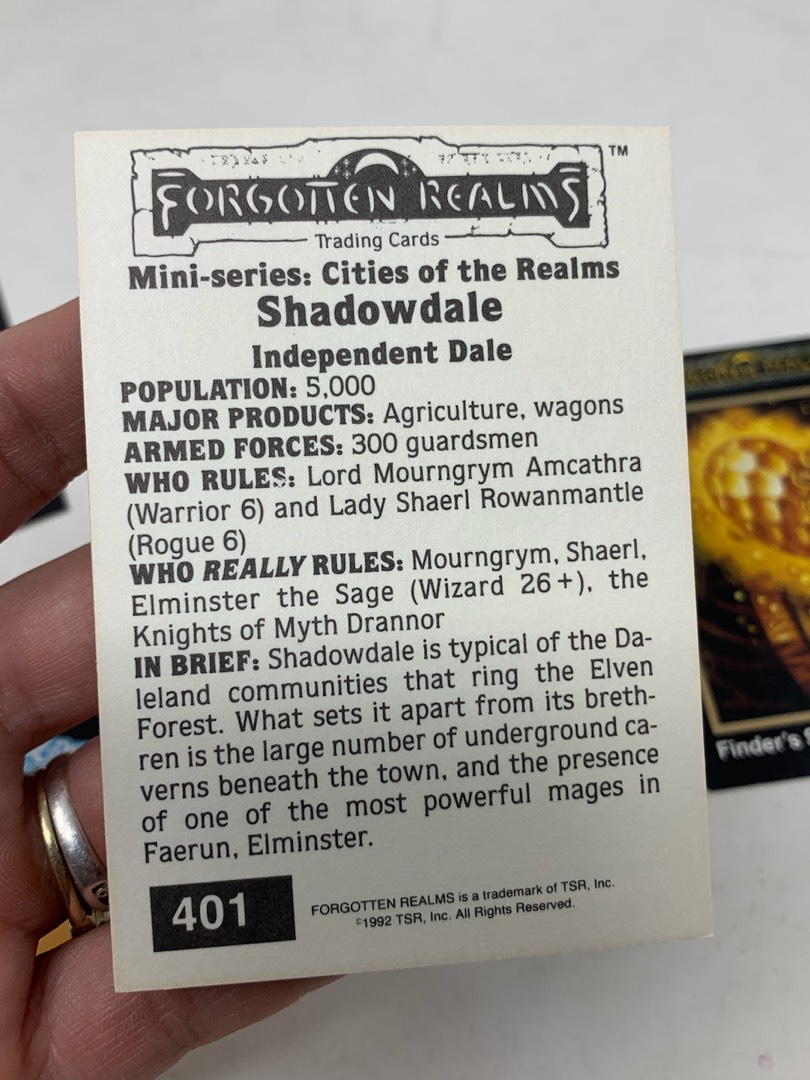 FORGOTTEN REALMS™
Trading Cards
Mini-series: Cities of the Realms
Shadowdale
Independent Dale
POPULATION: 5,000
MAJOR PRODUCTS: Agriculture, wagons
ARMED FORCES: 300 guardsmen
WHO RULES: Lord Mourngrym Amcathra
(Warrior 6) and Lady Shaerl Rowanmantle
(Rogue 6)
WHO REALLY RULES: Mourngrym, Shaerl,
Elminster the Sage (Wizard 26+), the
Knights of Myth Drannor
IN BRIEF: Shadowdale is typical of the Da-
leland communities that ring the Elven
Forest. What sets it apart from its breth-
ren is the large number of underground ca-
verns beneath the town, and the presence
of one of the most powerful mages in
Faerun, Elminster.
401
FORGOTTEN REALMS is a trademark of TSR, Inc.
©1992 TSR, Inc. All Rights Reserved.
Finder's